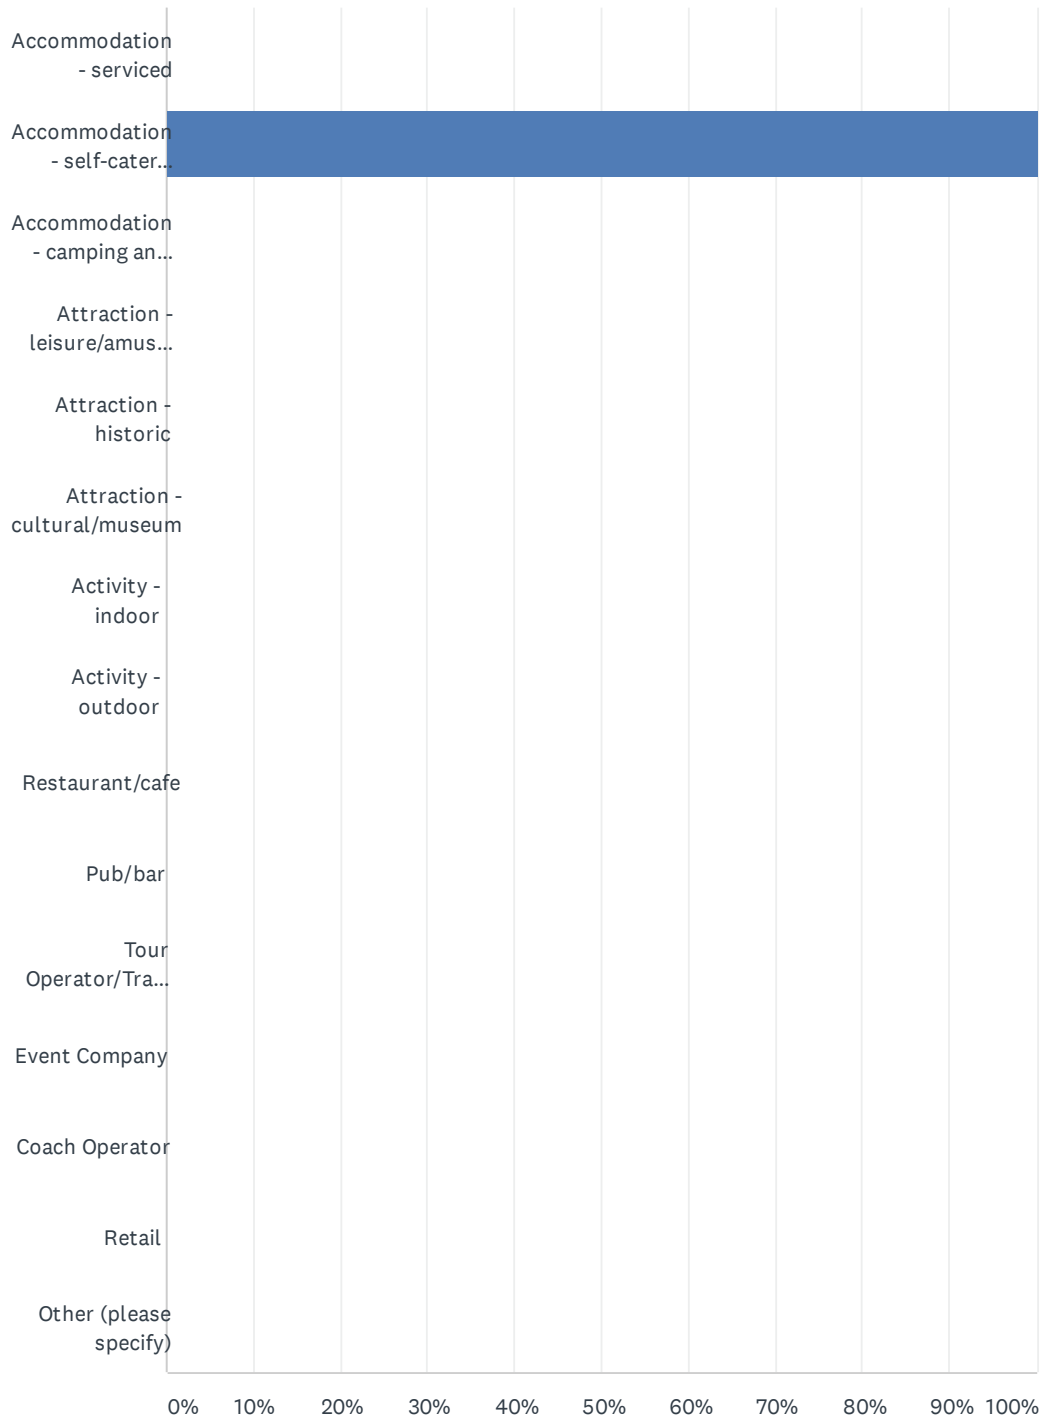 Accommodation
- serviced
Accommodation
- self-cater...
Accommodation
- camping an...
Attraction -
leisure/amus...
Attraction -
historic
Attraction -
cultural/museum
Activity -
indoor
Activity -
outdoor
Restaurant/cafe
Pub/bar
Tour
Operator/Tra...
Event Company
Coach Operator
Retail
Other (please
specify)
0% 10% 20% 30% 40% 50% 60% 70% 80% 90% 100%